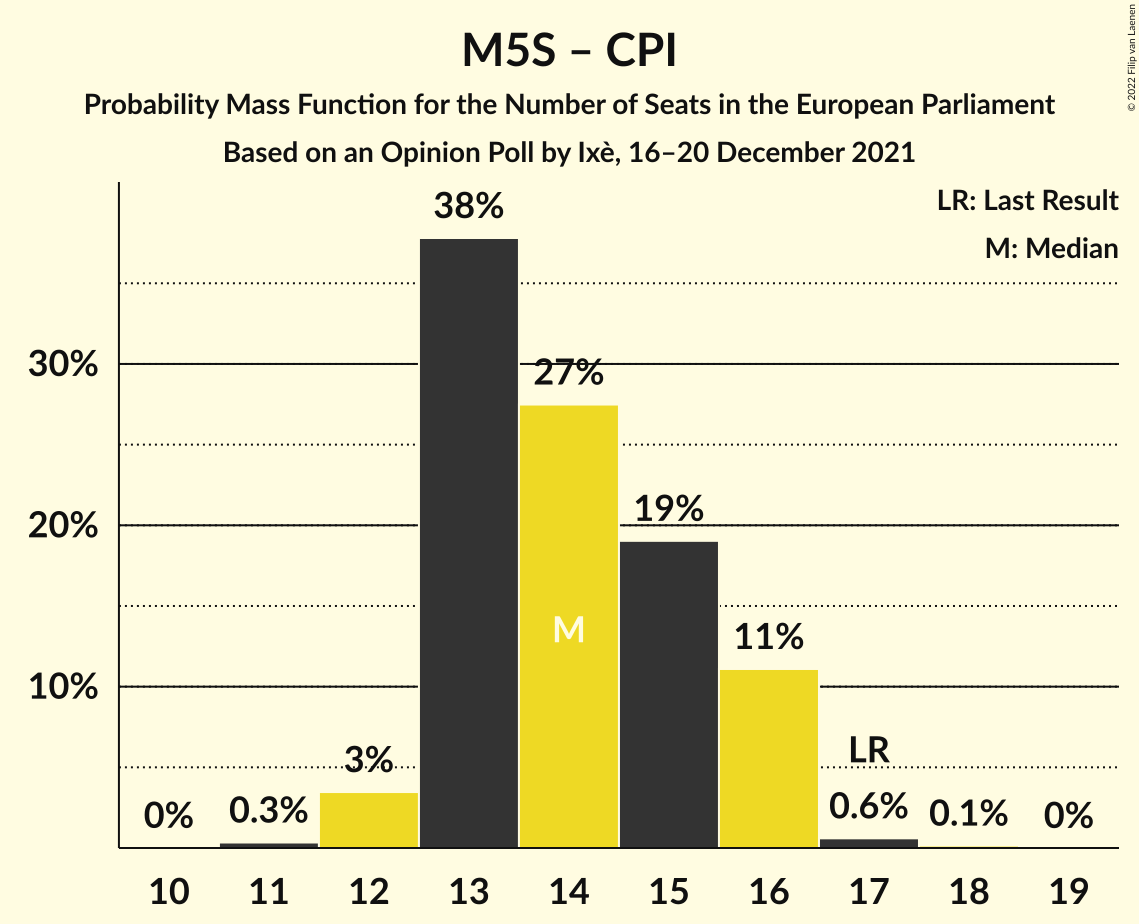 M5S – CPI
Probability Mass Function for the Number of Seats in the European Parliament
Based on an Opinion Poll by Ixè, 16–20 December 2021
© 2022 Filip van Laenen
LR: Last Result
M: Median
30%
20%
10%
0%
0.3%
3%
38%
27%
19%
11%
0.6%
0.1%
0%
M
LR
10 11 12 13 14 15 16 17 18 19